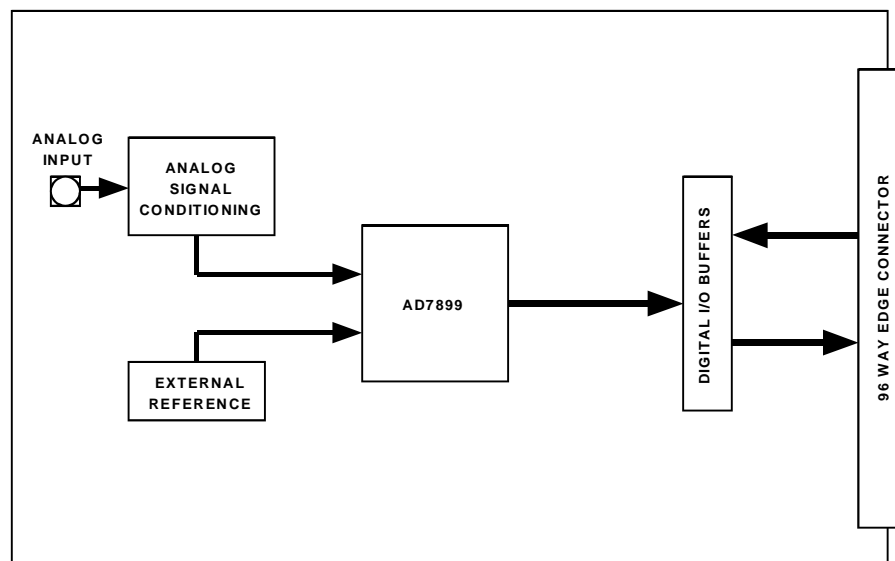 ANALOG
INPUT
ANALOG
SIGNAL
CONDITIONING
AD7899
EXTERNAL
REFERENCE
DIGITAL I/O BUFFERS
96 WAY EDGE CONNECTOR